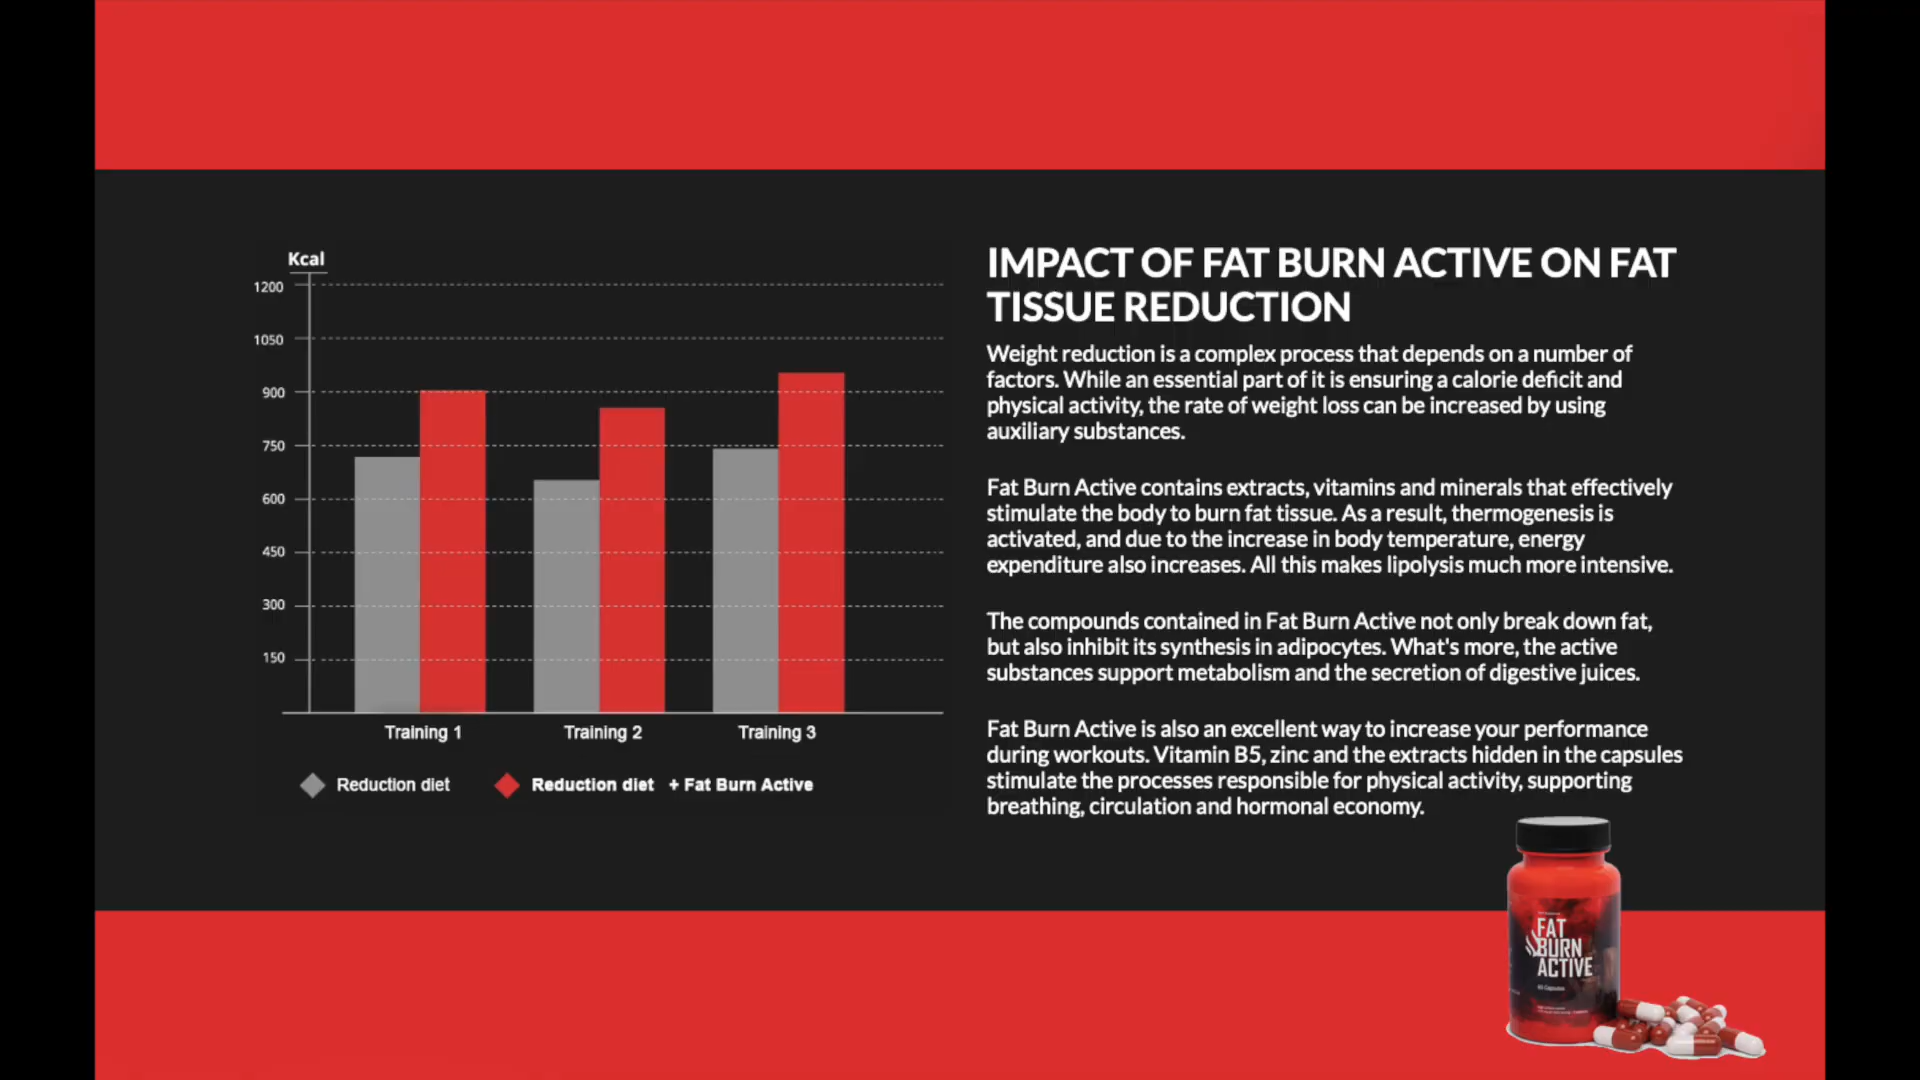 Kcal
1200
1050
900
750
600
450
300
150
Training 1
Training 2
Training 3
Reduction diet
Reduction diet + Fat Burn Active
IMPACT OF FAT BURN ACTIVE ON FAT
TISSUE REDUCTION
Weight reduction is a complex process that depends on a number of
factors. While an essential part of it is ensuring a calorie deficit and
physical activity, the rate of weight loss can be increased by using
auxiliary substances.
Fat Burn Active contains extracts, vitamins and minerals that effectively
stimulate the body to burn fat tissue. As a result, thermogenesis is
activated, and due to the increase in body temperature, energy
expenditure also increases. All this makes lipolysis much more intensive.
The compounds contained in Fat Burn Active not only break down fat,
but also inhibit its synthesis in adipocytes. What's more, the active
substances support metabolism and the secretion of digestive juices.
Fat Burn Active is also an excellent way to increase your performance
during workouts. Vitamin B5, zinc and the extracts hidden in the capsules
stimulate the processes responsible for physical activity, supporting
breathing, circulation and hormonal economy.
FAT
BURN
ACTIVE